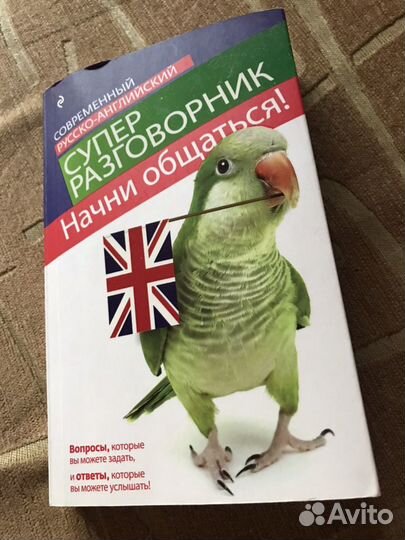 СОВРЕМЕННЫЙ
РУССКО-АНГЛИЙСКИЙ
СУПЕР
РАЗГОВОРНИК
Начни общаться!
Вопросы, которые
вы можете задать,
и ответы, которые
вы можете услышать!
Avito